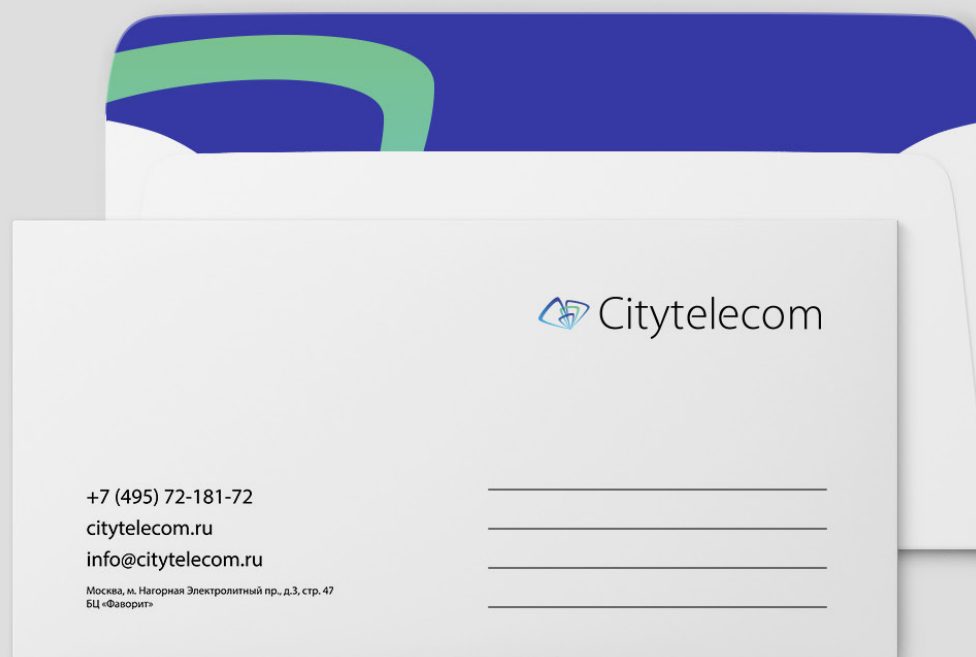 Citytelecom
+7 (495) 72-181-72
citytelecom.ru
info@citytelecom.ru
Москва, м. Нагорная Электролитный пр., д.3, стр. 47
БЦ «Фаворит»